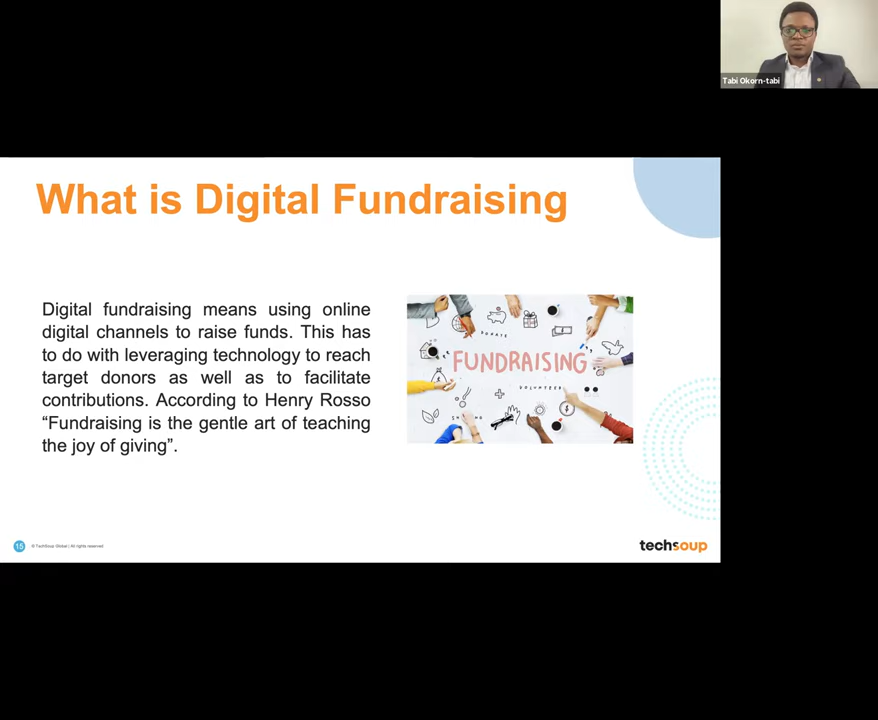 Tabi Okorn-tabi
What is Digital Fundraising
Digital fundraising means using online
digital channels to raise funds. This has
to do with leveraging technology to reach
target donors as well as to facilitate
contributions. According to Henry Rosso
“Fundraising is the gentle art of teaching
the joy of giving”.
DONATE
FUNDRAISING
VOLUNTEER
15
© TechSoup Global | All rights reserved
techsoup